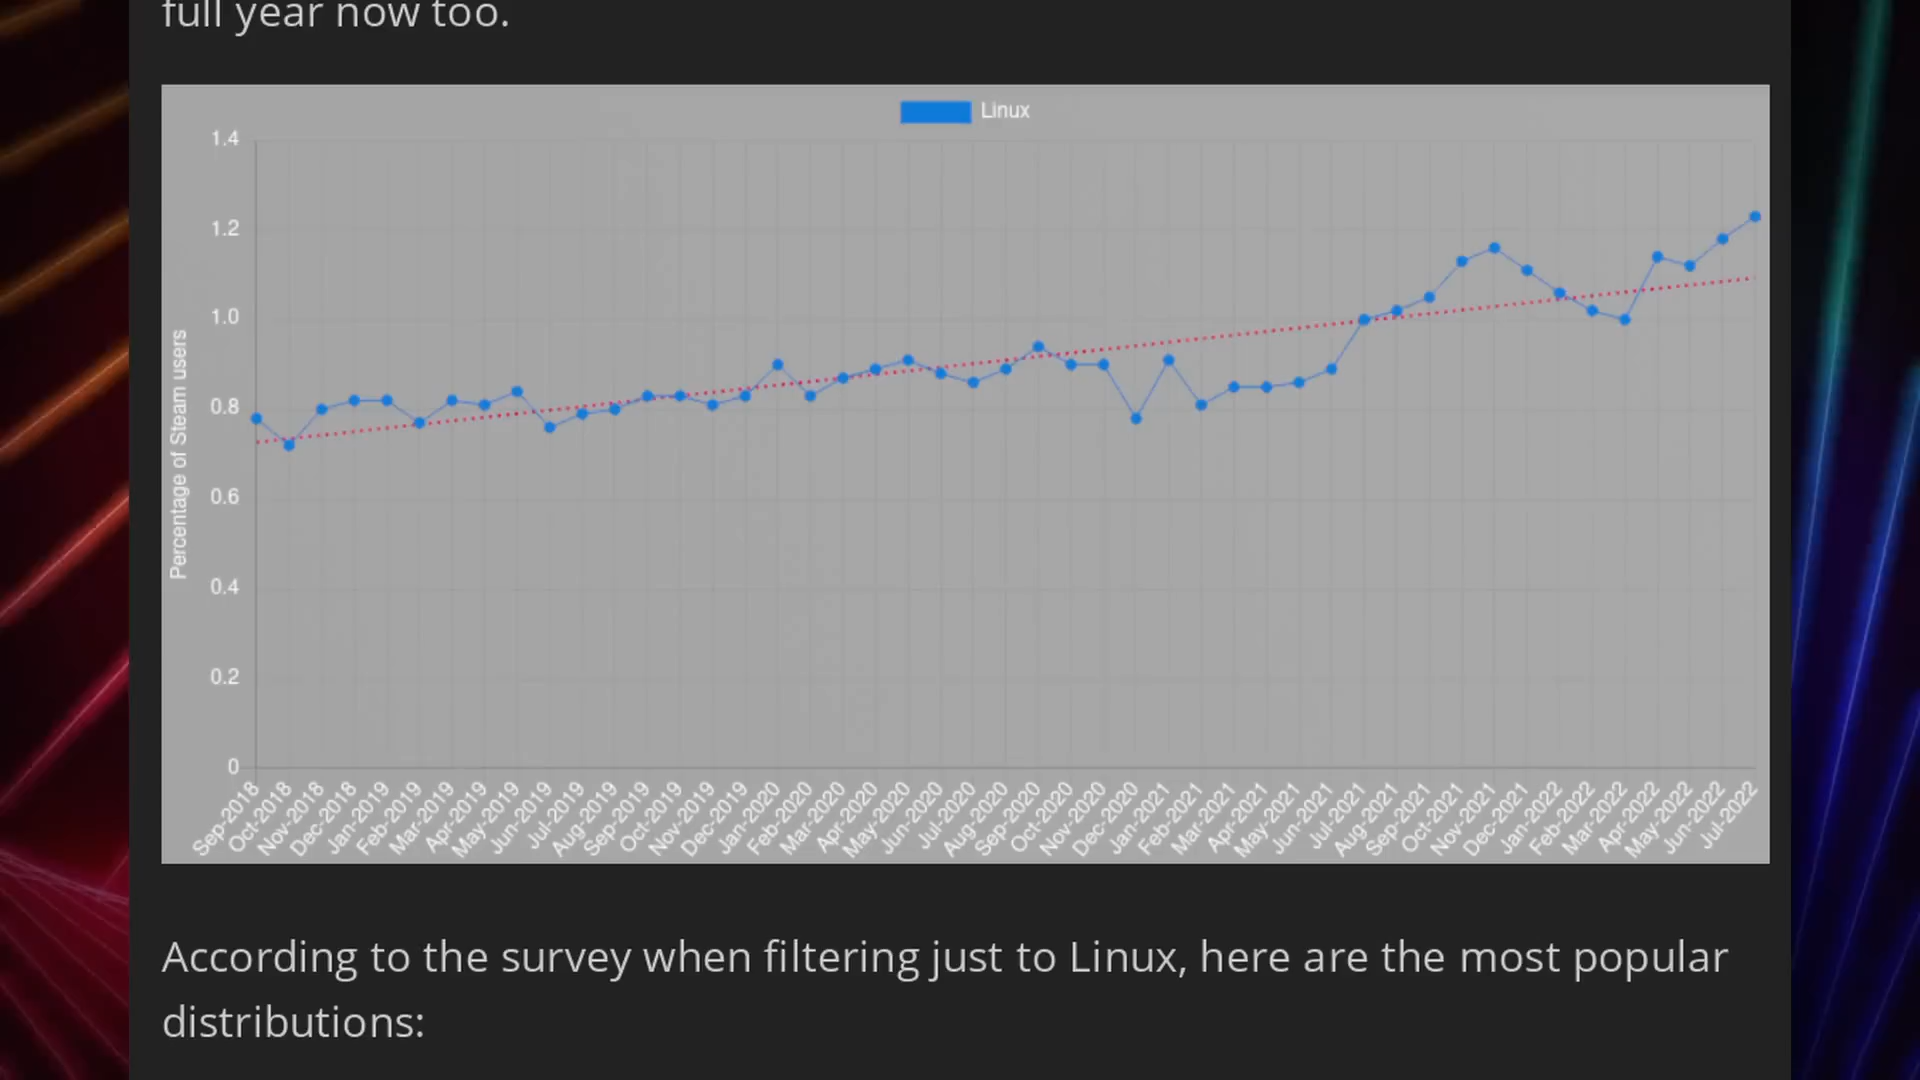 full year now too.
Linux
1.4
1.2
1.0
0.8
0.6
0.4
0.2
0
Percentage of Steam users
Sep-2018
Oct-2018
Nov-2018
Dec-2018
Jan-2019
Feb-2019
Mar-2019
Apr-2019
May-2019
Jun-2019
Jul-2019
Aug-2019
Sep-2019
Oct-2019
Nov-2019
Dec-2019
Jan-2020
Feb-2020
Mar-2020
Apr-2020
May-2020
Jun-2020
Jul-2020
Aug-2020
Sep-2020
Oct-2020
Nov-2020
Dec-2020
Jan-2021
Feb-2021
Mar-2021
Apr-2021
May-2021
Jun-2021
Jul-2021
Aug-2021
Sep-2021
Oct-2021
Nov-2021
Dec-2021
Jan-2022
Feb-2022
Mar-2022
Apr-2022
May-2022
Jun-2022
Jul-2022
According to the survey when filtering just to Linux, here are the most popular
distributions: